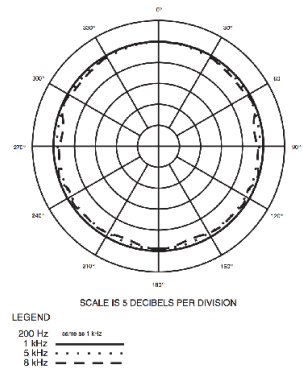 0°
330°
30°
300°
60
270°
90°
240°
120°
210°
150°
180°
SCALE IS 5 DECIBELS PER DIVISION
LEGEND
200 Hz same as 1 kHz
1 kHz
5 kHz
8 kHz